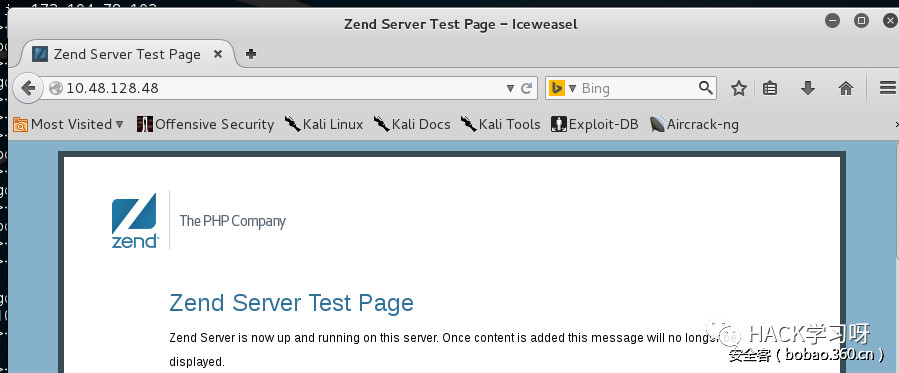 Zend Server Test Page - Iceweasel
Zend Server Test Page
10.48.128.48
Bing
Most Visited
Offensive Security
Kali Linux
Kali Docs
Kali Tools
Exploit-DB
Aircrack-ng
zend
The PHP Company
Zend Server Test Page
Zend Server is now up and running on this server. Once content is added this message will no
displayed.
HACK学习呀
安全客 ( bobao.360.cn )